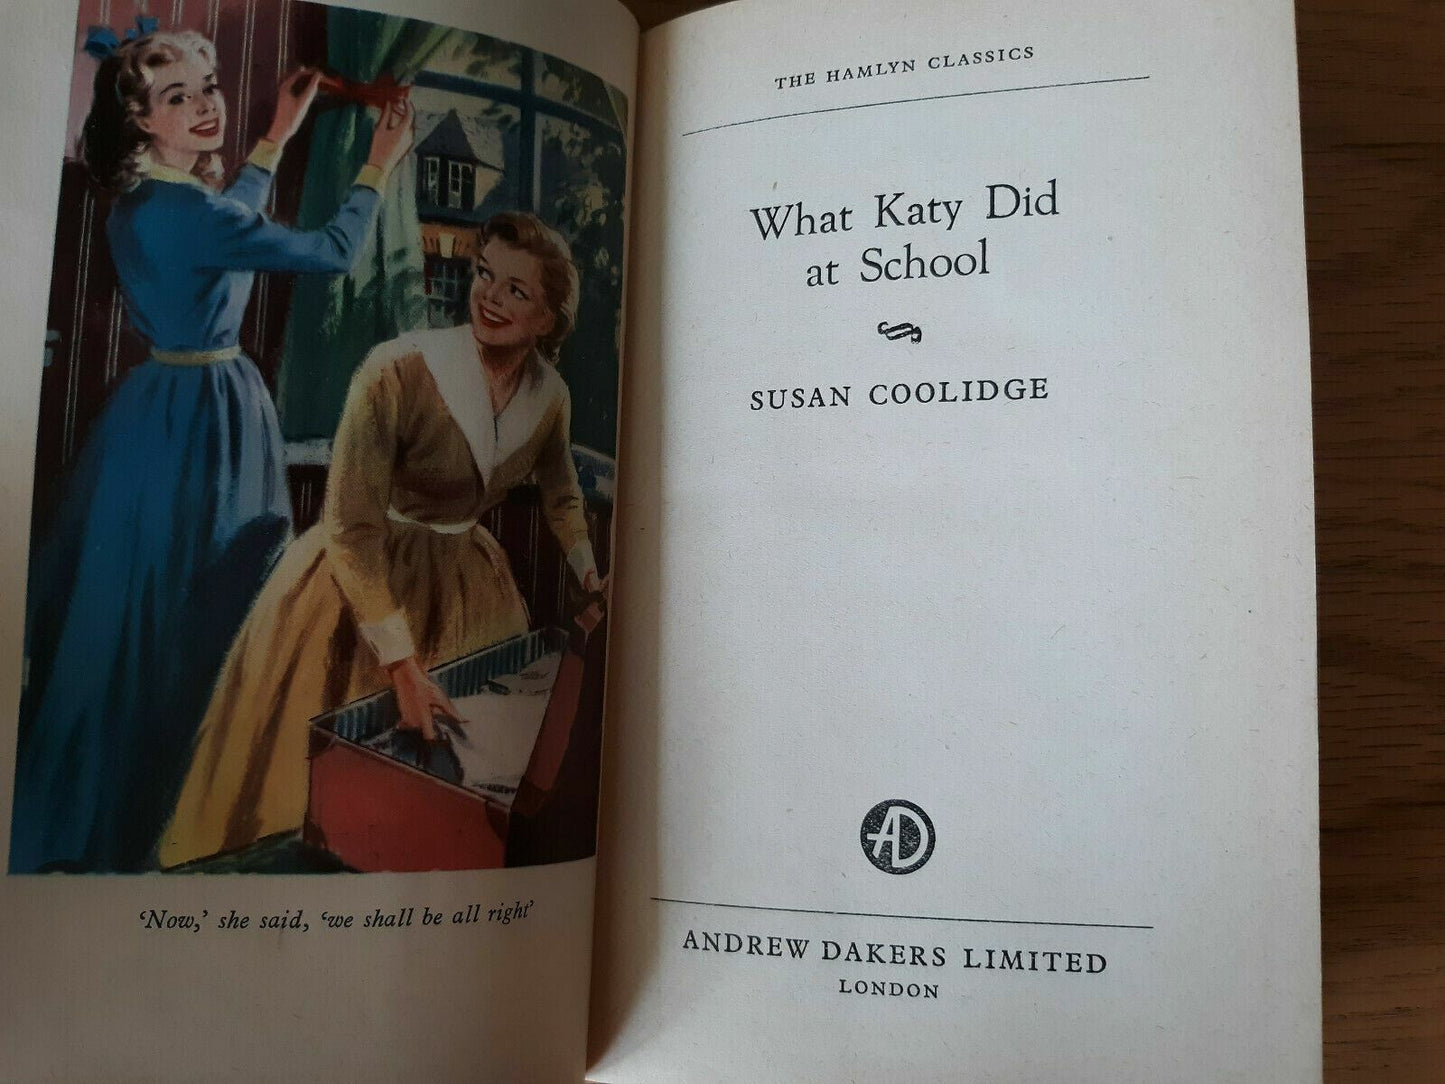 ‘Now,’ she said, ‘we shall be all right’
THE HAMLYN CLASSICS
What Katy Did
at School
SUSAN COOLIDGE
AD
ANDREW DAKERS LIMITED
LONDON